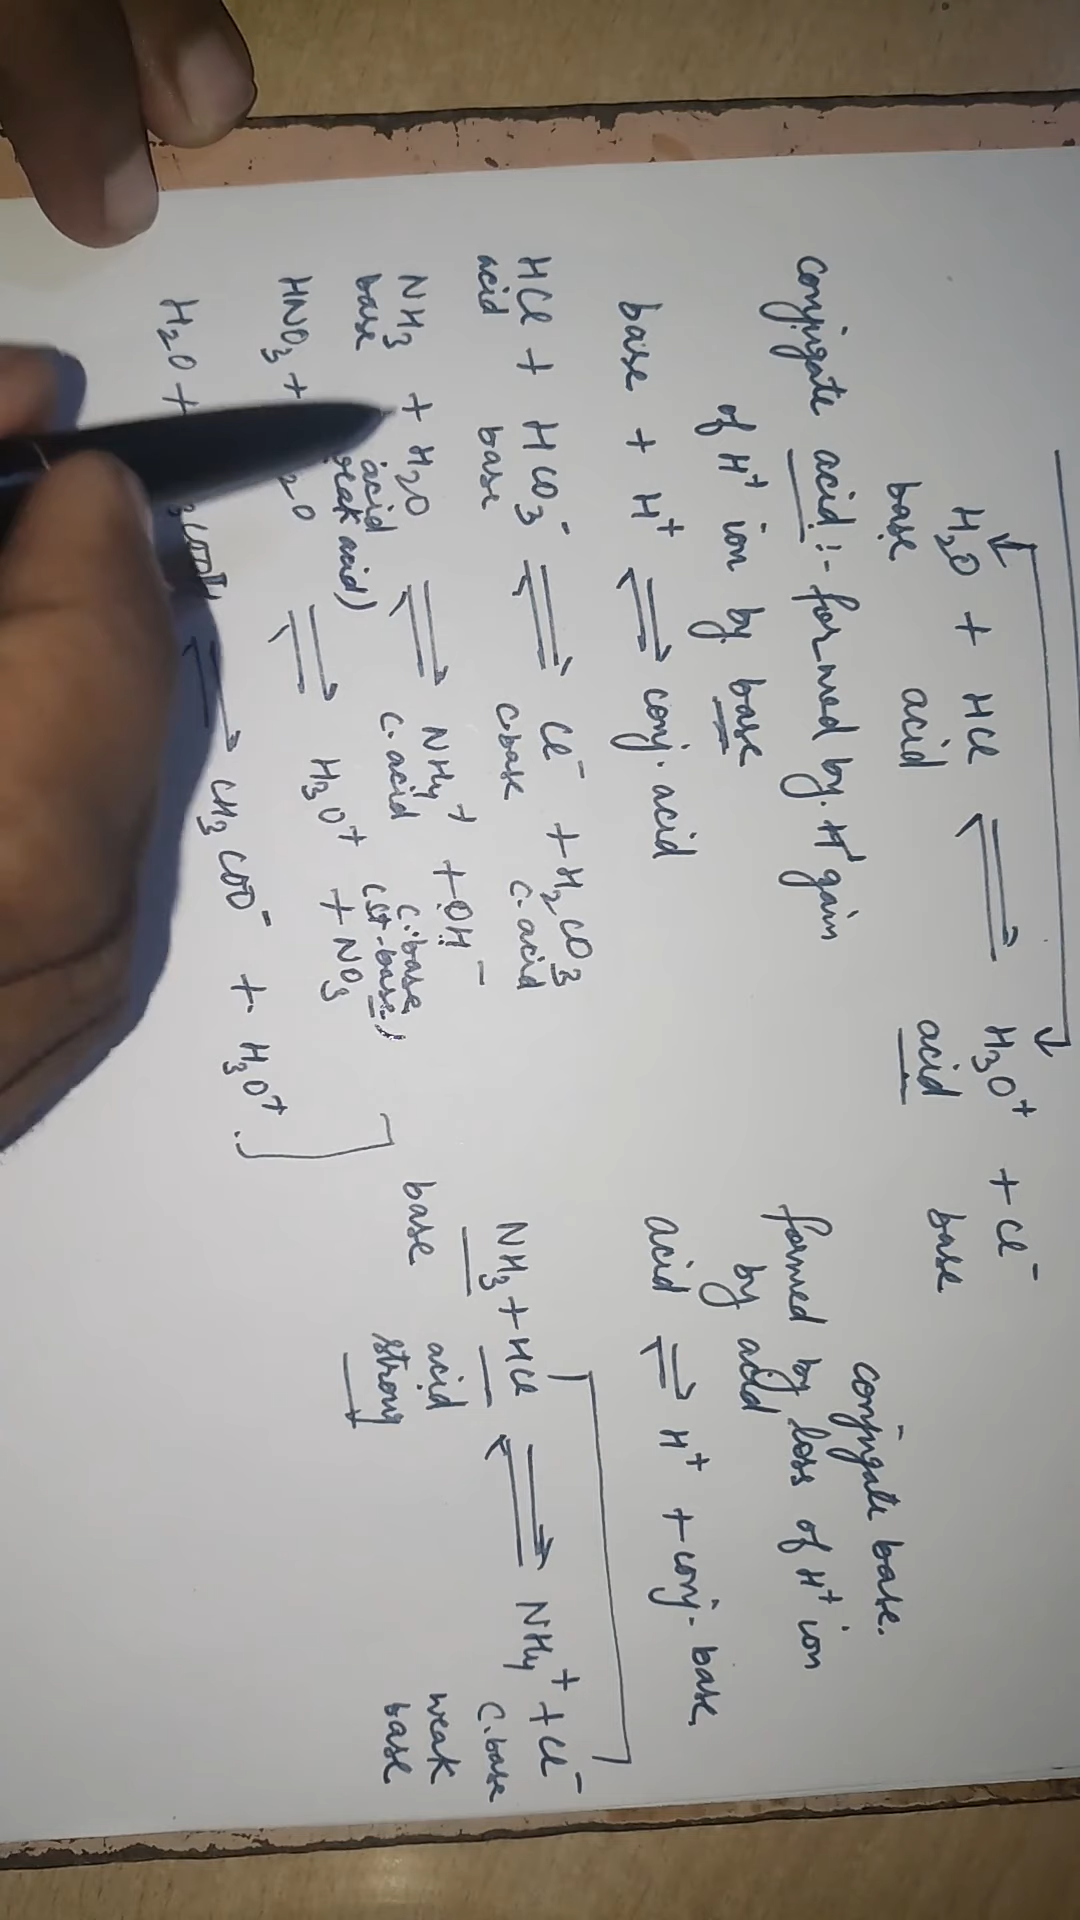 H₂O + HCl ⇌ H₃O⁺ + Cl⁻
base acid acid base
conjugate acid :- formed by H⁺ gain
of H⁺ ion by base
base + H⁺ ⇌ conj. acid
conjugate base.
formed by loss of H⁺ ion
by acid
acid ⇌ H⁺ + conj. base
HCl + HCO₃⁻ ⇌ Cl⁻ + H₂CO₃
acid base C.base C.acid
NH₃ + H₂O ⇌ NH₄⁺ + OH⁻
base acid C.acid C.base
weak acid) (St.base)
HNO₃ + 2O ⇌ H₃O⁺ + NO₃
H₂O + ₃COOH ⇌ CH₃COO⁻ + H₃O⁺
NH₃ + HCl ⇌ NH₄⁺ + Cl⁻
base acid C.base
strong weak
base